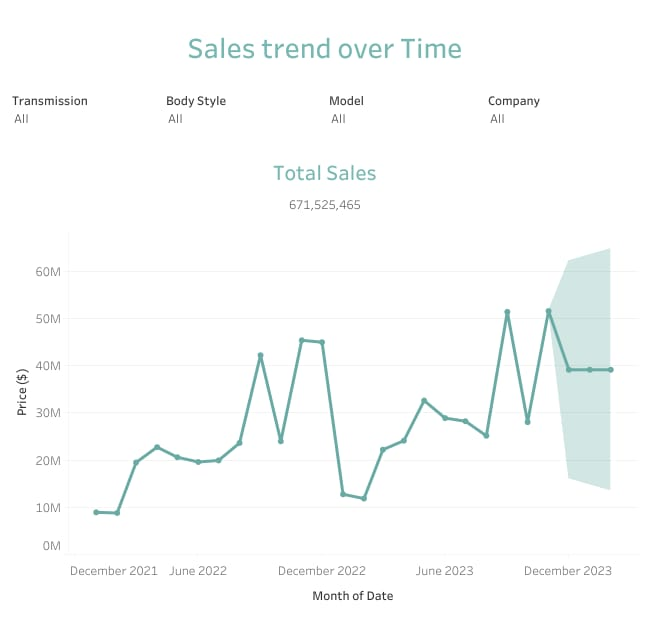 Sales trend over Time
Transmission Body Style Model Company
All All All All
Total Sales
671,525,465
60M
50M
40M
30M
20M
10M
0M
Price ($)
December 2021 June 2022 December 2022 June 2023 December 2023
Month of Date